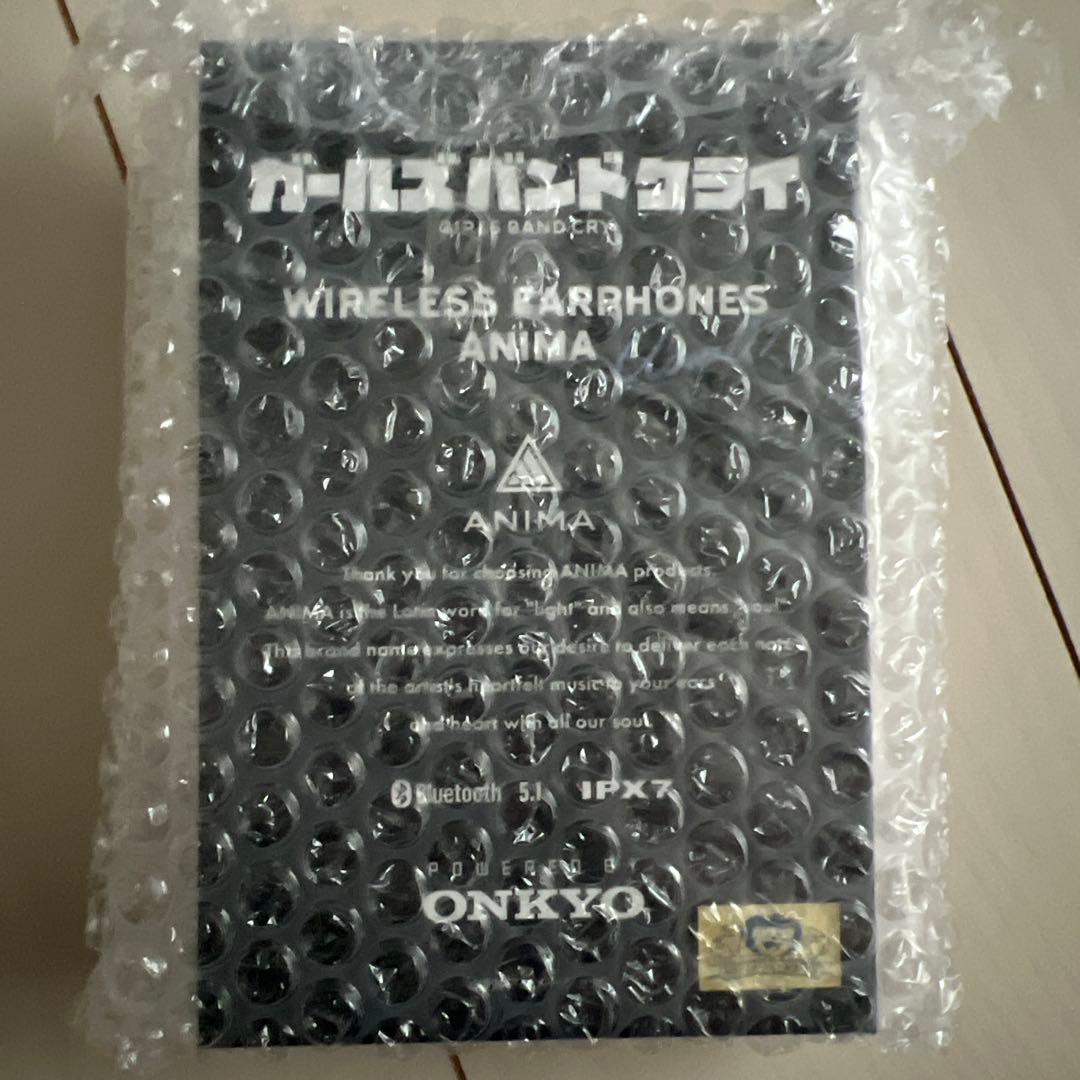 ガールズバンドクライ
GIRLS BAND CRY
WIRELESS EARPHONES
ANIMA
ANIMA
Thank you for choosing ANIMA products.
ANIMA is the Latin word for "light" and also means "soul"
This brand name expresses our desire to deliver each note
of the artist's heartfelt music to your ears
and heart with all our soul
Bluetooth 5.1 IPX7
POWERED BY
ONKYO